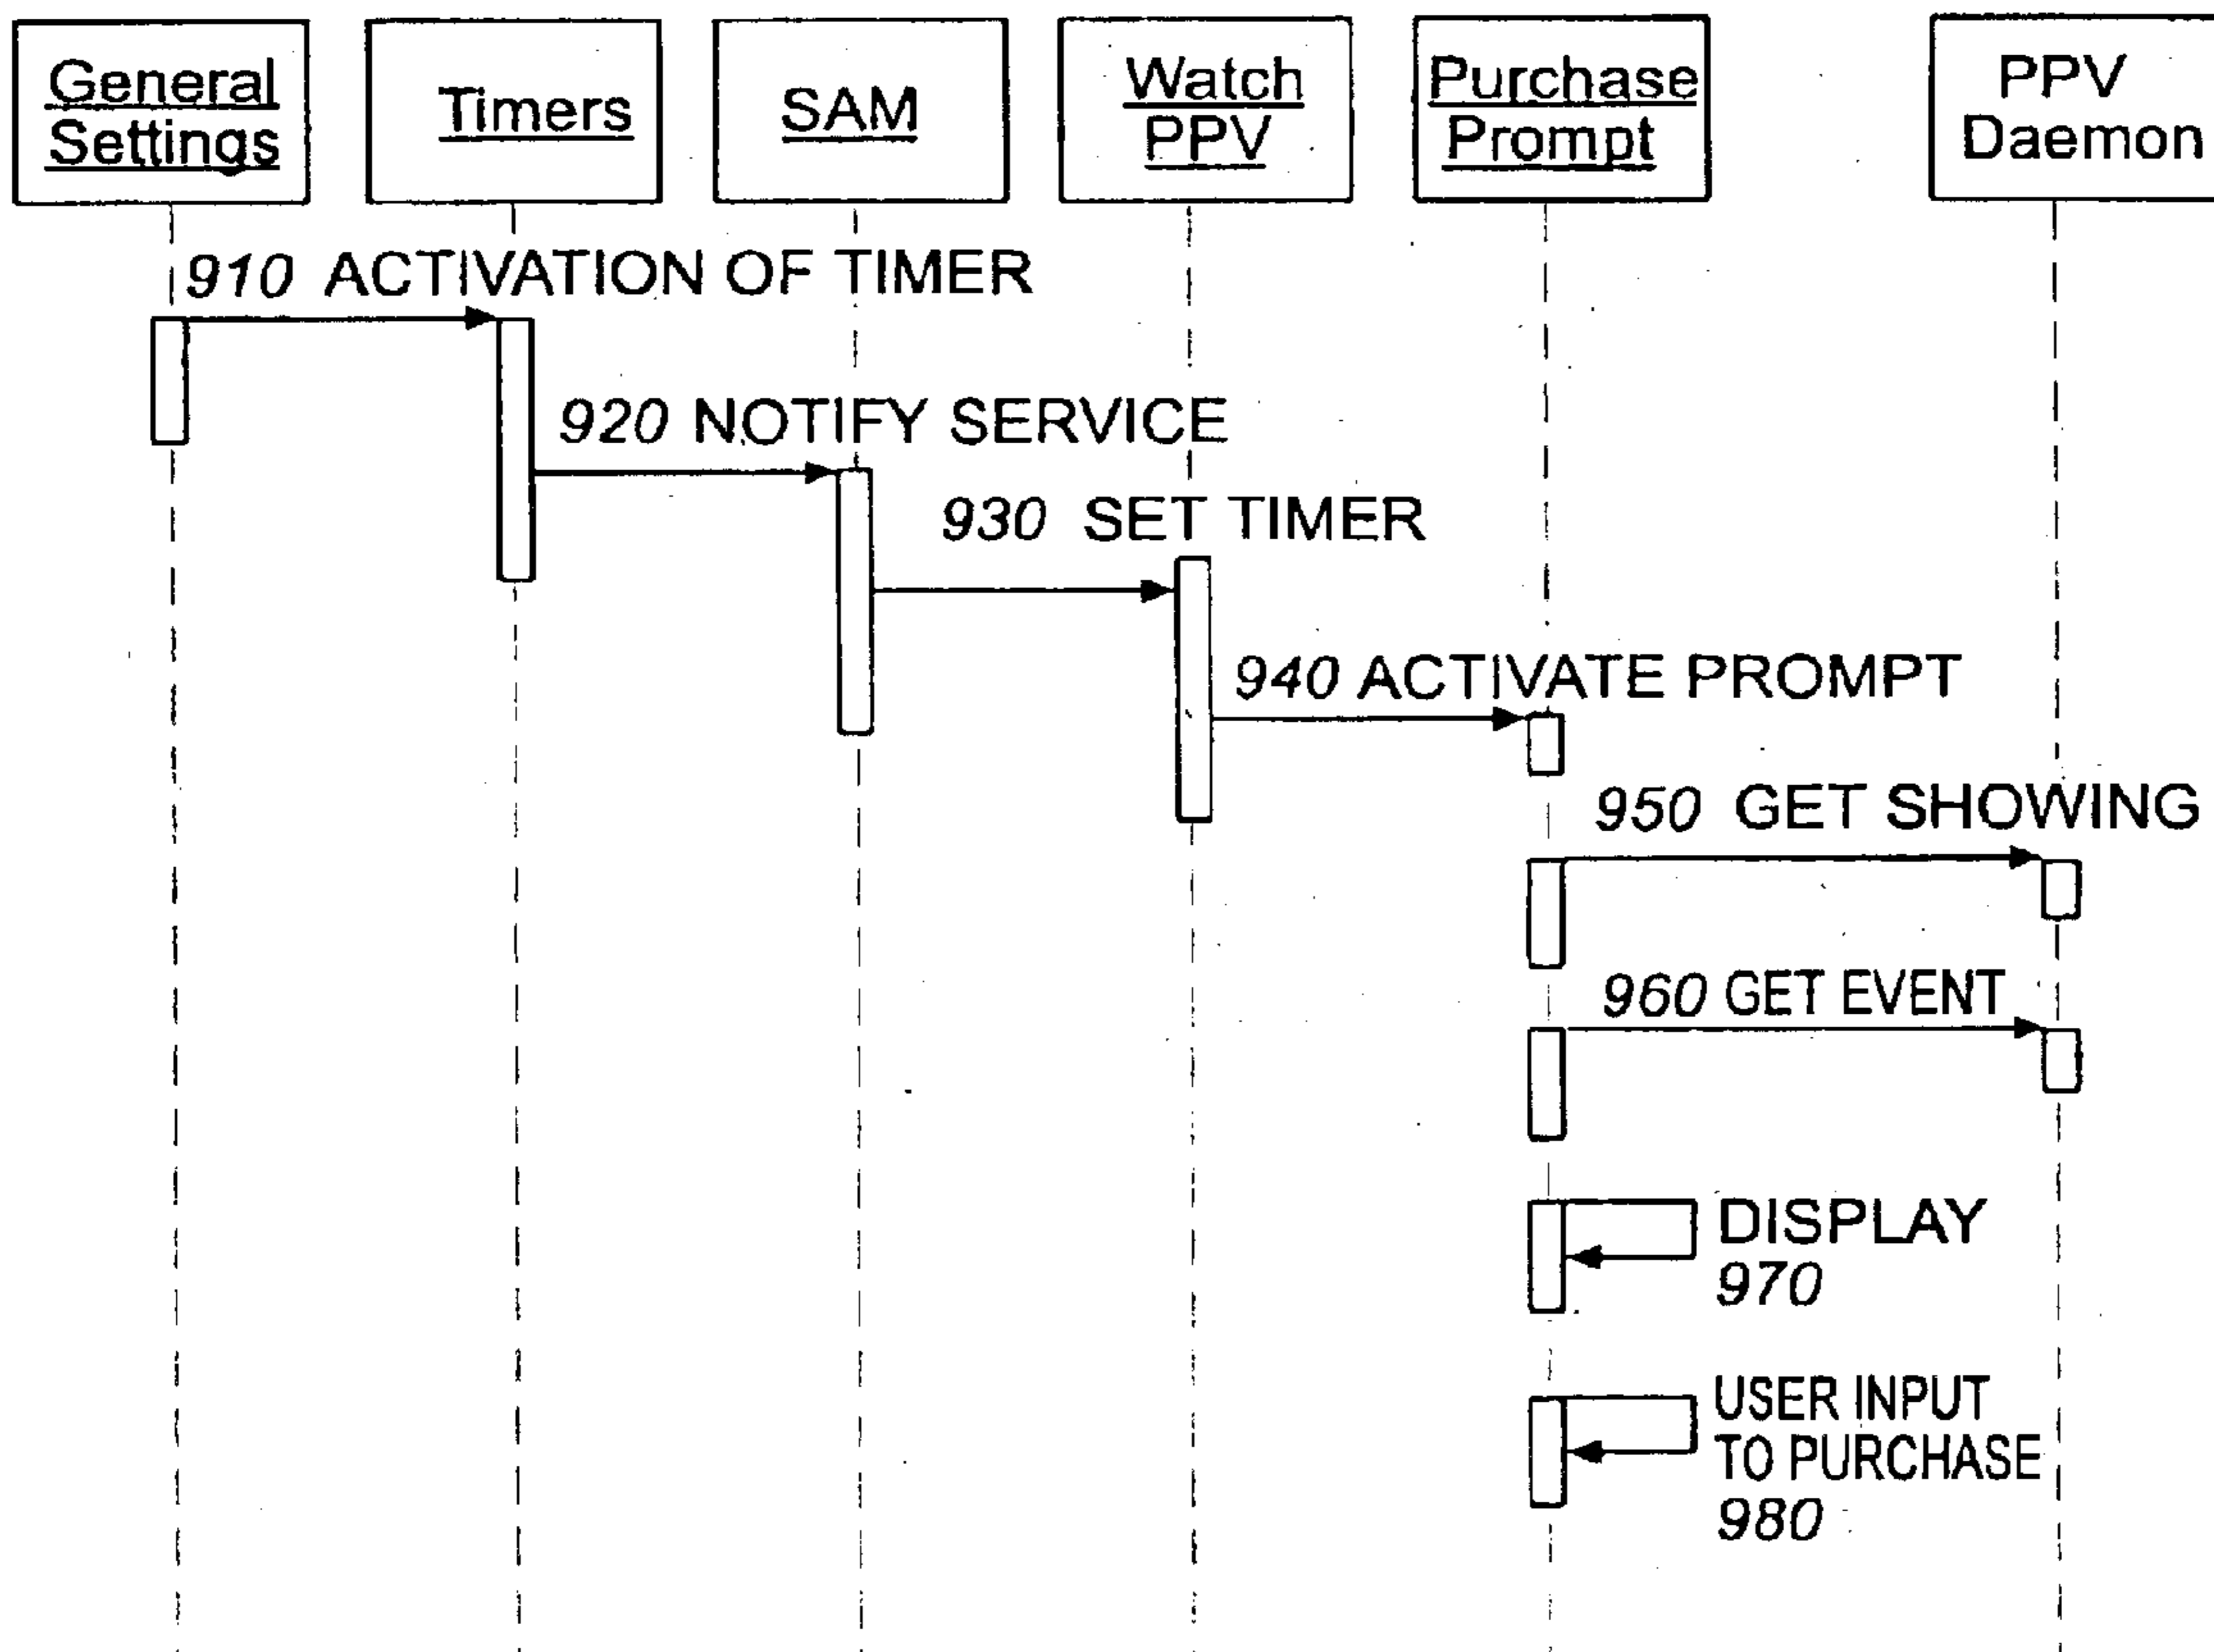 General
Settings
Timers
SAM
Watch
PPV
Purchase
Prompt
PPV
Daemon
910 ACTIVATION OF TIMER
920 NOTIFY SERVICE
930 SET TIMER
940 ACTIVATE PROMPT
950 GET SHOWING
960 GET EVENT
DISPLAY
970
USER INPUT
TO PURCHASE
980